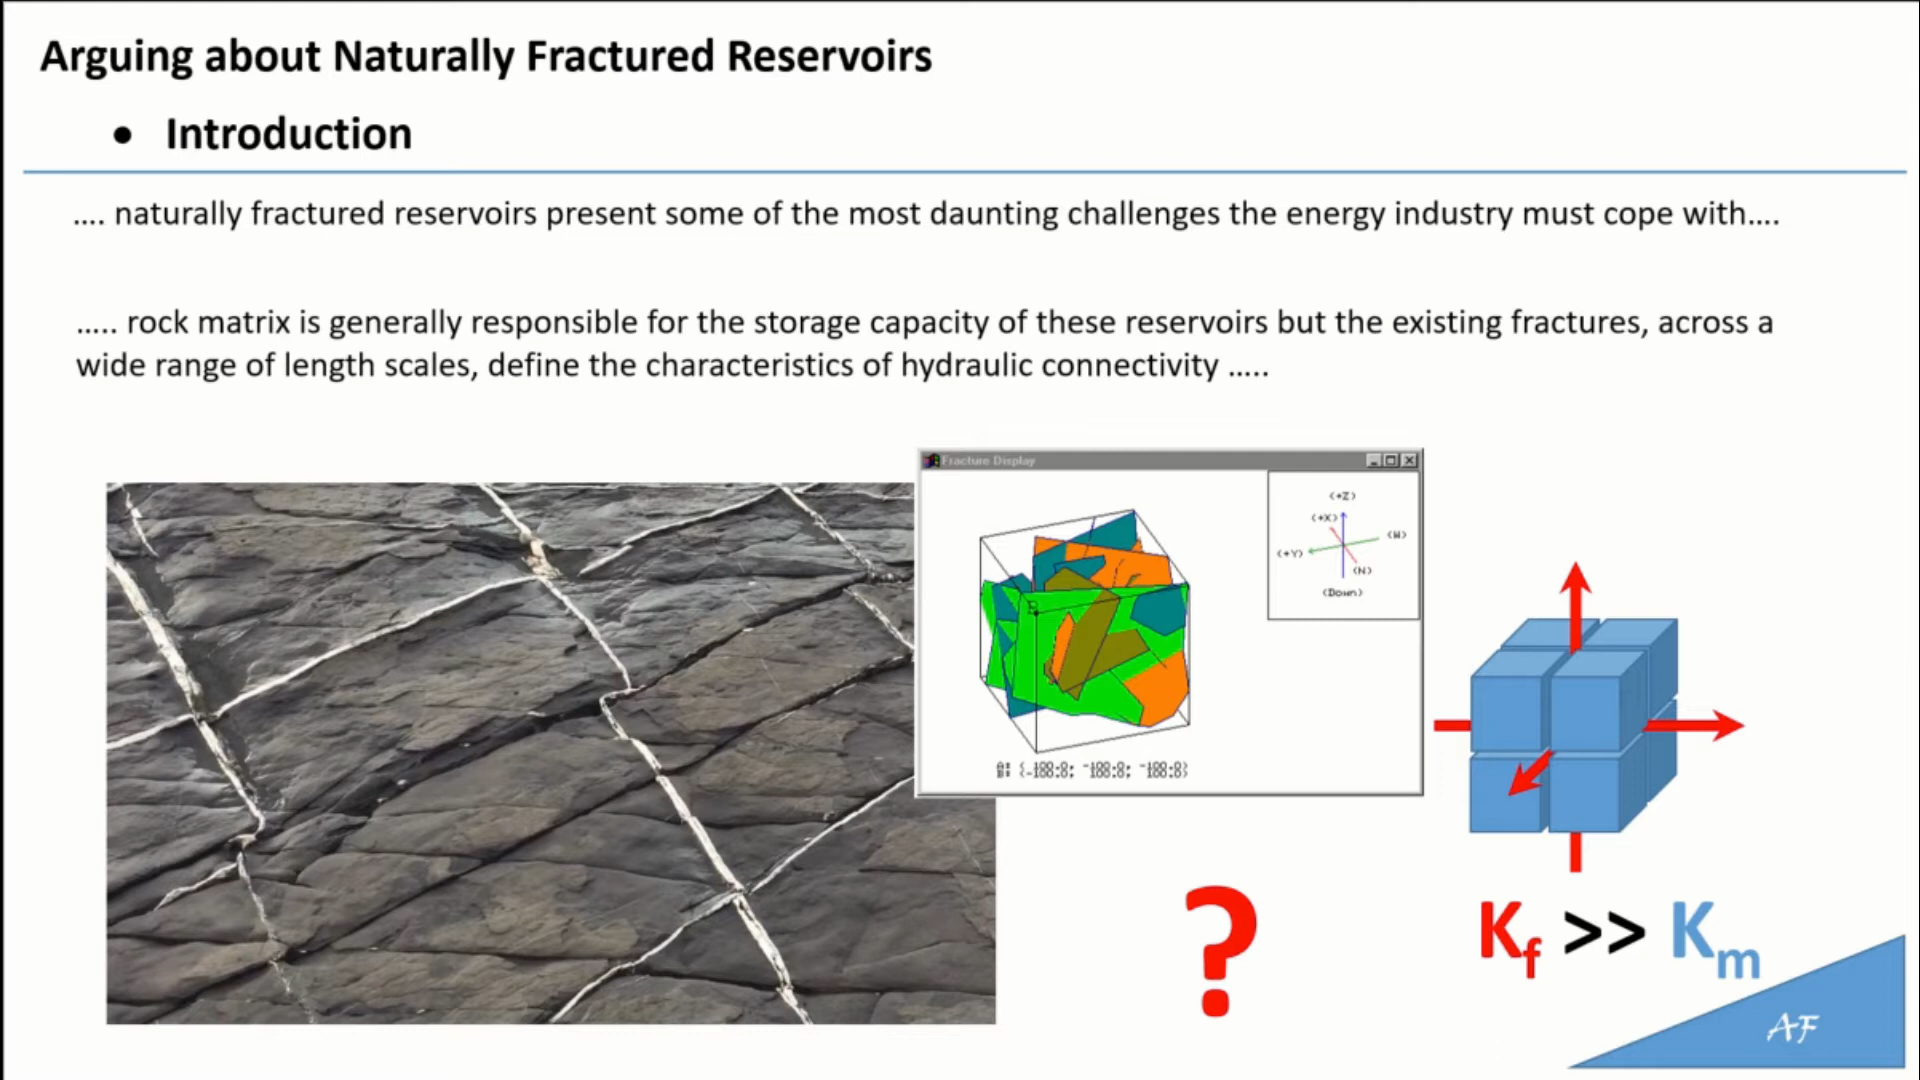 Arguing about Naturally Fractured Reservoirs
• Introduction
.... naturally fractured reservoirs present some of the most daunting challenges the energy industry must cope with....
..... rock matrix is generally responsible for the storage capacity of these reservoirs but the existing fractures, across a
wide range of length scales, define the characteristics of hydraulic connectivity .....
Fracture Display
(+Z)
(+X)
(W)
(+Y)
(N)
(Down)
?
Kf >> Km
AF